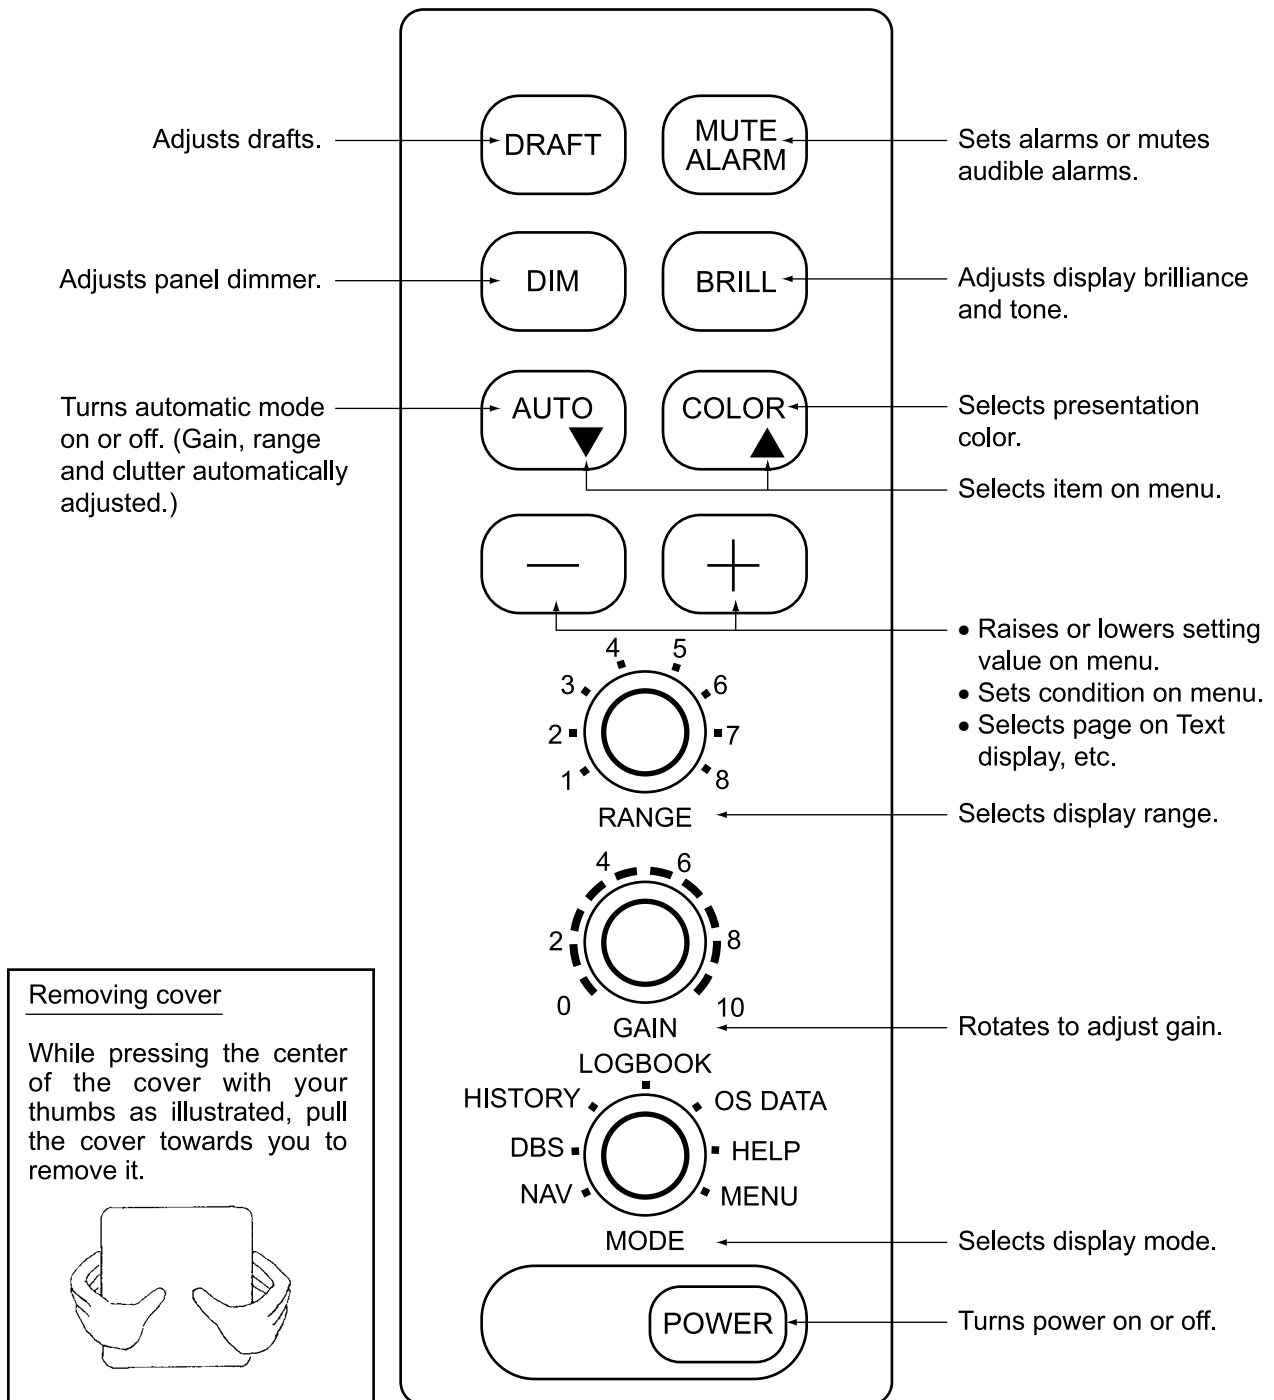 Adjusts drafts.
DRAFT
MUTE
ALARM
Sets alarms or mutes
audible alarms.
Adjusts panel dimmer.
DIM
BRILL
Adjusts display brilliance
and tone.
Turns automatic mode
on or off. (Gain, range
and clutter automatically
adjusted.)
AUTO
▼
COLOR
▲
Selects presentation
color.
Selects item on menu.
—
+
• Raises or lowers setting
value on menu.
• Sets condition on menu.
• Selects page on Text
display, etc.
1
2
3
4
5
6
7
8
RANGE
Selects display range.
0
2
4
6
8
10
GAIN
Rotates to adjust gain.
NAV
DBS
HISTORY
LOGBOOK
OS DATA
HELP
MENU
MODE
Selects display mode.
POWER
Turns power on or off.
Removing cover
While pressing the center
of the cover with your
thumbs as illustrated, pull
the cover towards you to
remove it.